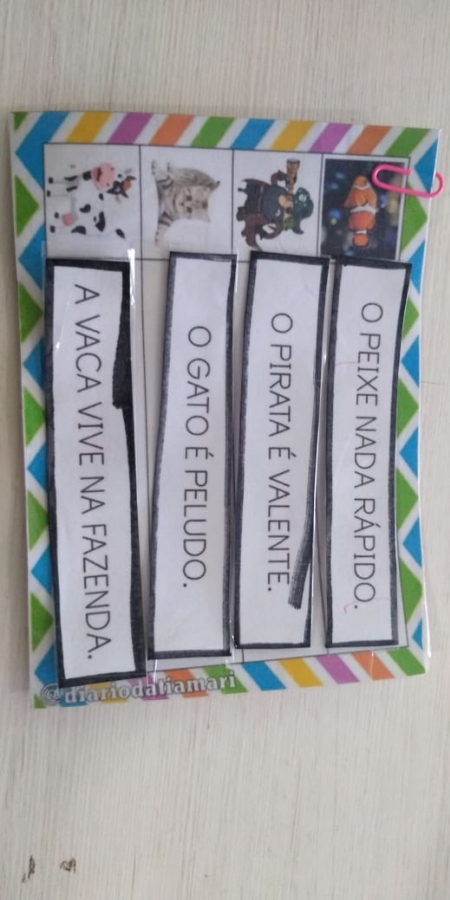 O PEIXE NADA RÁPIDO.
O PIRATA É VALENTE.
O GATO É PELUDO.
A VACA VIVE NA FAZENDA.
@diariodatiamari